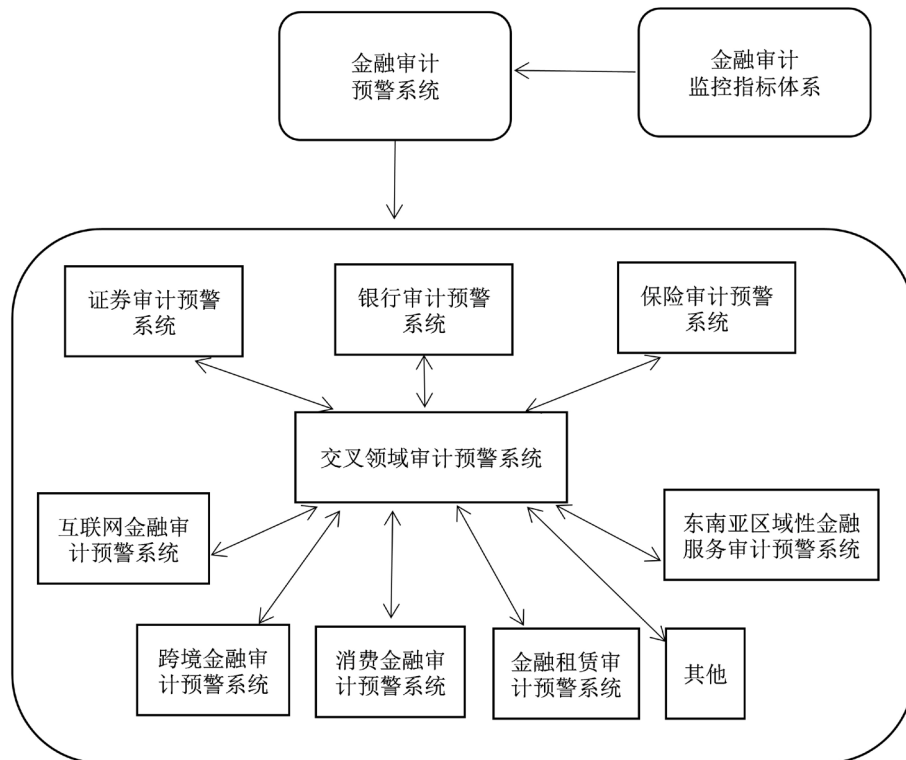 金融审计
预警系统
金融审计
监控指标体系
证券审计预警
系统
银行审计预警
系统
保险审计预警
系统
交叉领域审计预警系统
互联网金融审
计预警系统
东南亚区域性金融
服务审计预警系统
跨境金融审
计预警系统
消费金融审
计预警系统
金融租赁审
计预警系统
其他